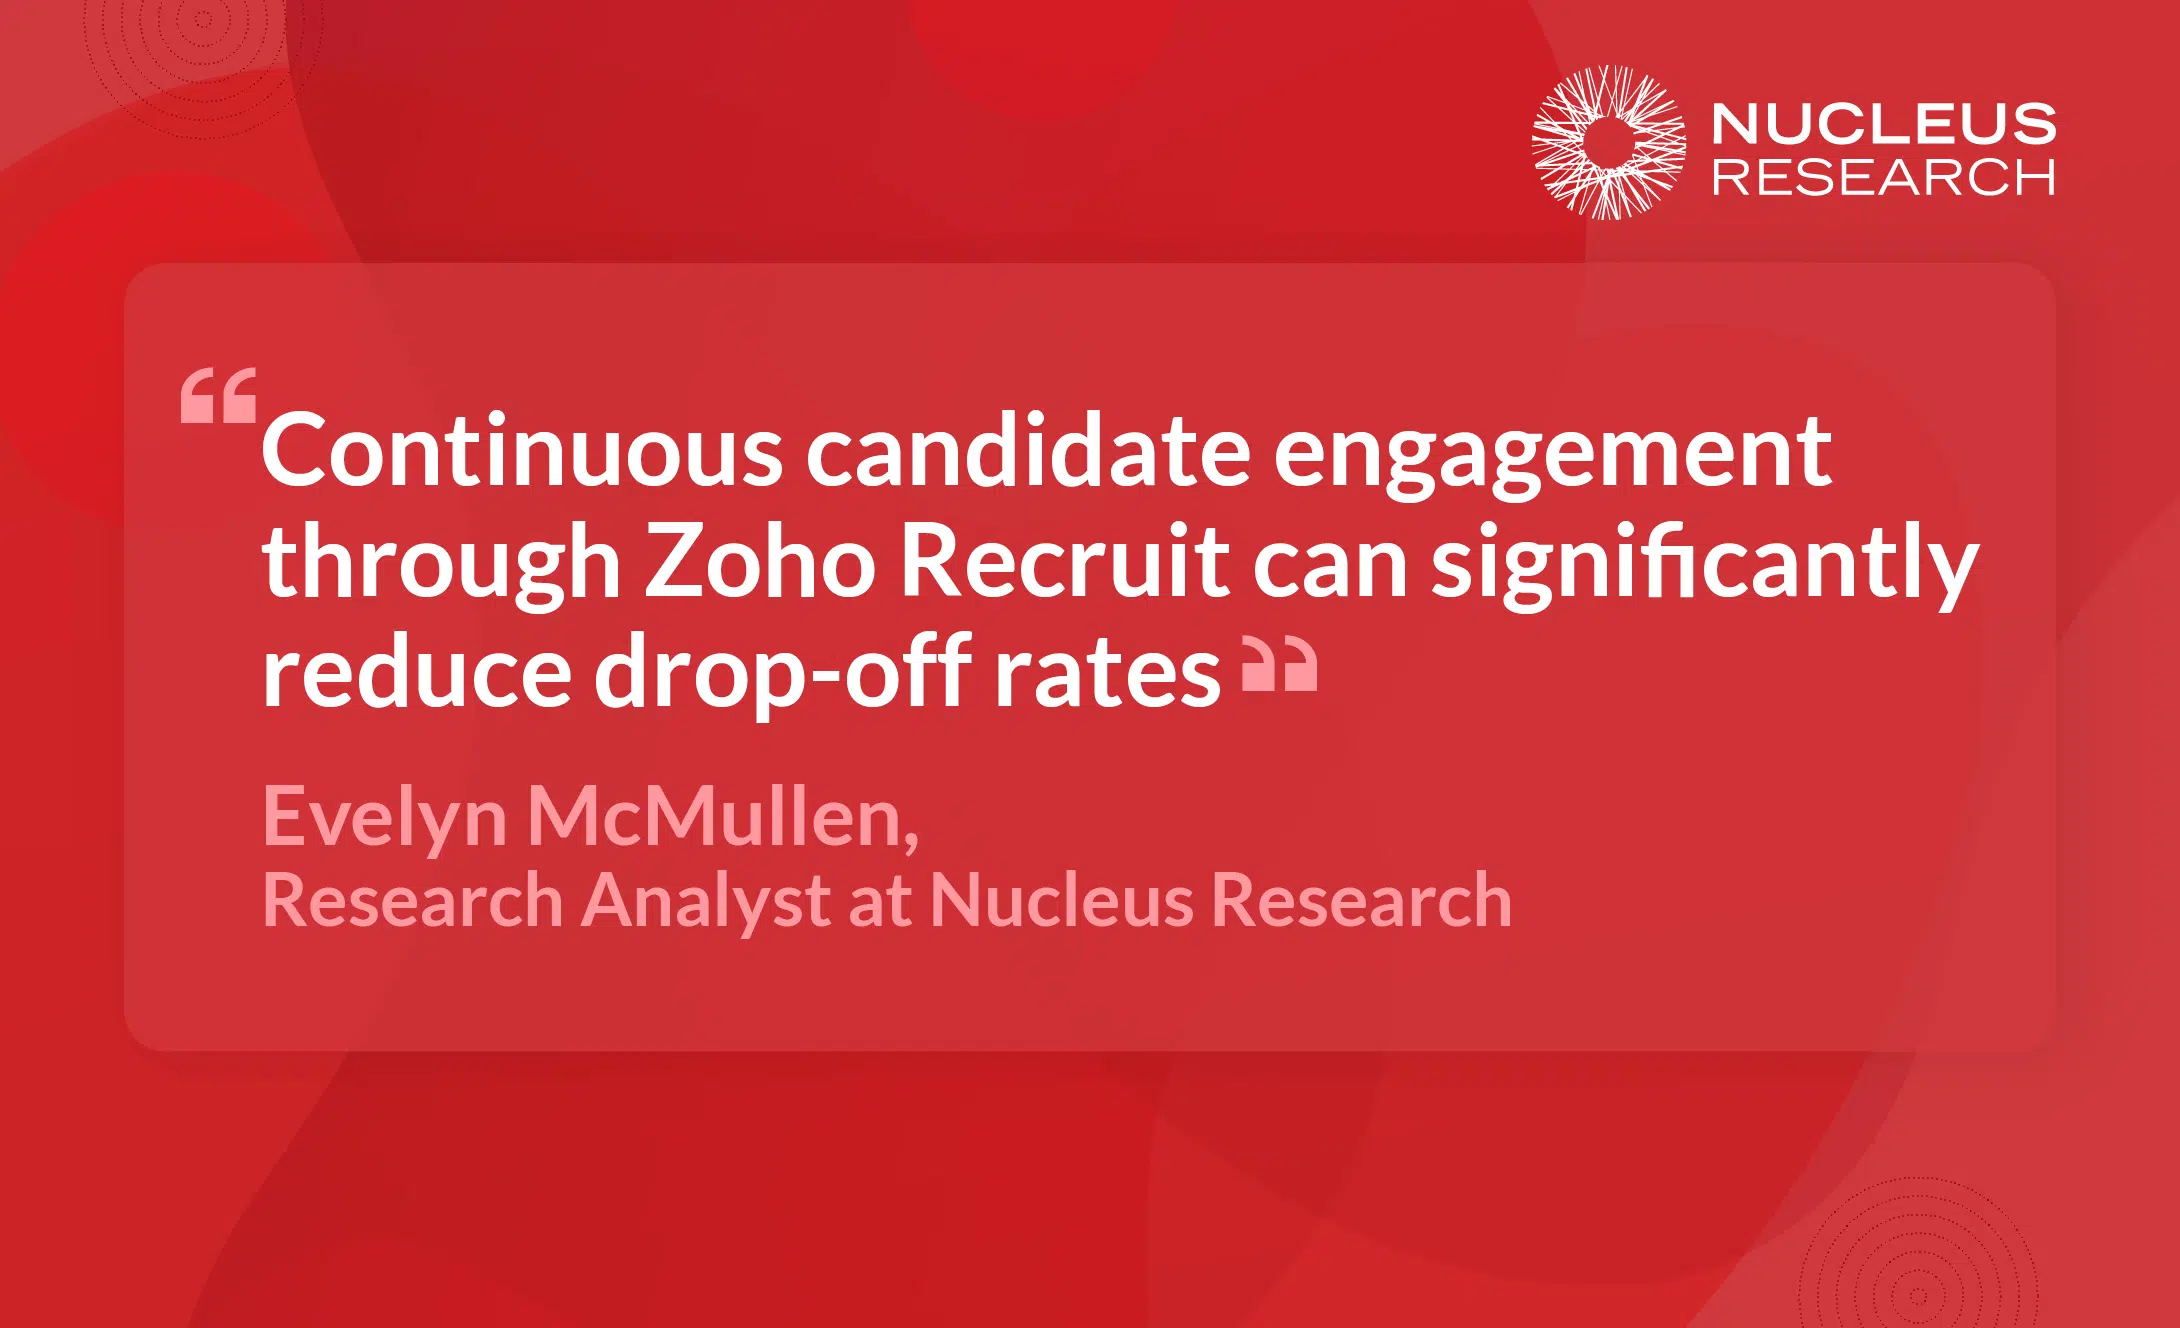 NUCLEUS
RESEARCH
“Continuous candidate engagement
through Zoho Recruit can significantly
reduce drop-off rates”
Evelyn McMullen,
Research Analyst at Nucleus Research